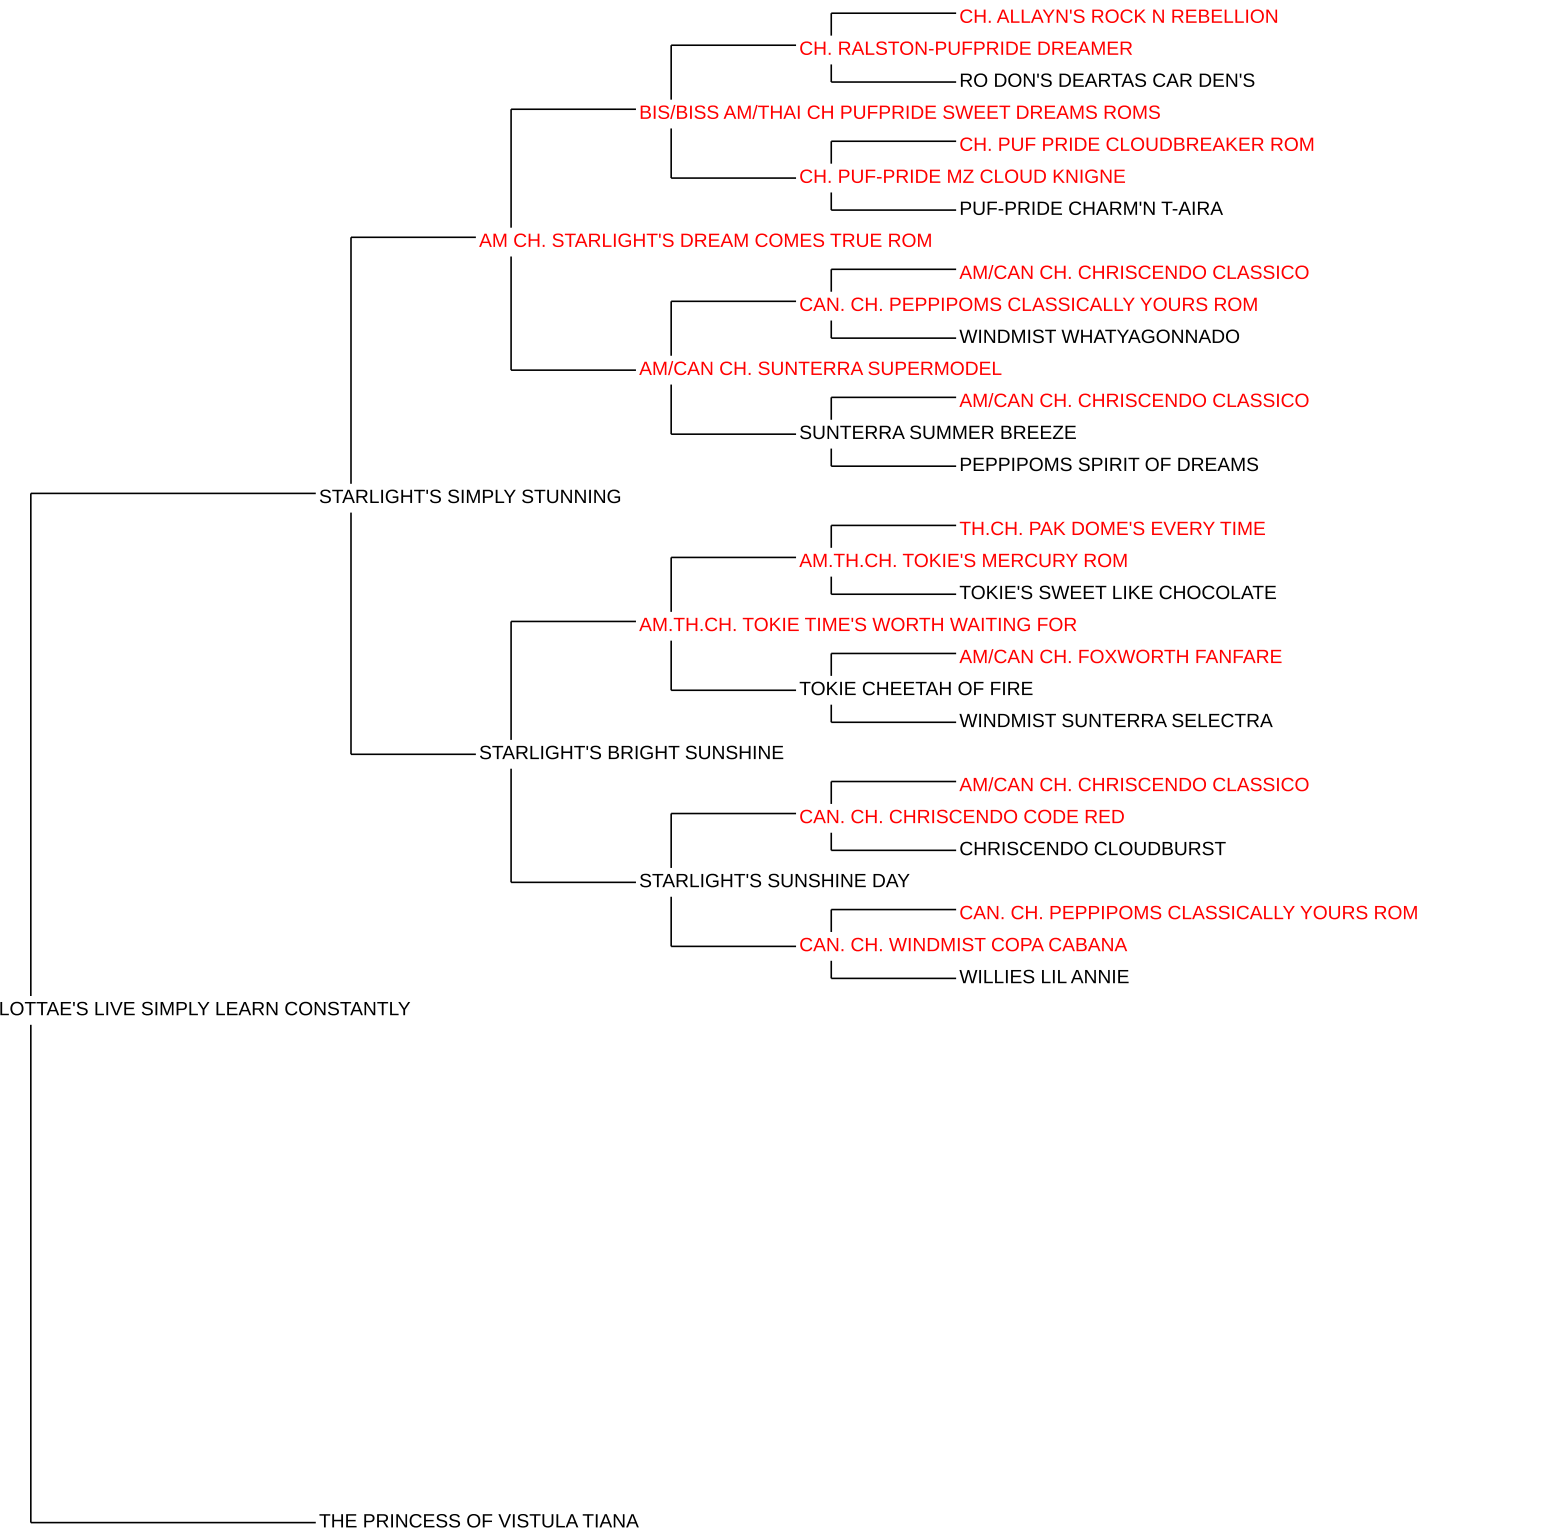 CH. ALLAYN'S ROCK N REBELLION
CH. RALSTON-PUFPRIDE DREAMER
RO DON'S DEARTAS CAR DEN'S
BIS/BISS AM/THAI CH PUFPRIDE SWEET DREAMS ROMS
CH. PUF PRIDE CLOUDBREAKER ROM
CH. PUF-PRIDE MZ CLOUD KNIGNE
PUF-PRIDE CHARM'N T-AIRA
AM CH. STARLIGHT'S DREAM COMES TRUE ROM
AM/CAN CH. CHRISCENDO CLASSICO
CAN. CH. PEPPIPOMS CLASSICALLY YOURS ROM
WINDMIST WHATYAGONNADO
AM/CAN CH. SUNTERRA SUPERMODEL
AM/CAN CH. CHRISCENDO CLASSICO
SUNTERRA SUMMER BREEZE
PEPPIPOMS SPIRIT OF DREAMS
STARLIGHT'S SIMPLY STUNNING
TH.CH. PAK DOME'S EVERY TIME
AM.TH.CH. TOKIE'S MERCURY ROM
TOKIE'S SWEET LIKE CHOCOLATE
AM.TH.CH. TOKIE TIME'S WORTH WAITING FOR
AM/CAN CH. FOXWORTH FANFARE
TOKIE CHEETAH OF FIRE
WINDMIST SUNTERRA SELECTRA
STARLIGHT'S BRIGHT SUNSHINE
AM/CAN CH. CHRISCENDO CLASSICO
CAN. CH. CHRISCENDO CODE RED
CHRISCENDO CLOUDBURST
STARLIGHT'S SUNSHINE DAY
CAN. CH. PEPPIPOMS CLASSICALLY YOURS ROM
CAN. CH. WINDMIST COPA CABANA
WILLIES LIL ANNIE
LOTTAE'S LIVE SIMPLY LEARN CONSTANTLY
THE PRINCESS OF VISTULA TIANA